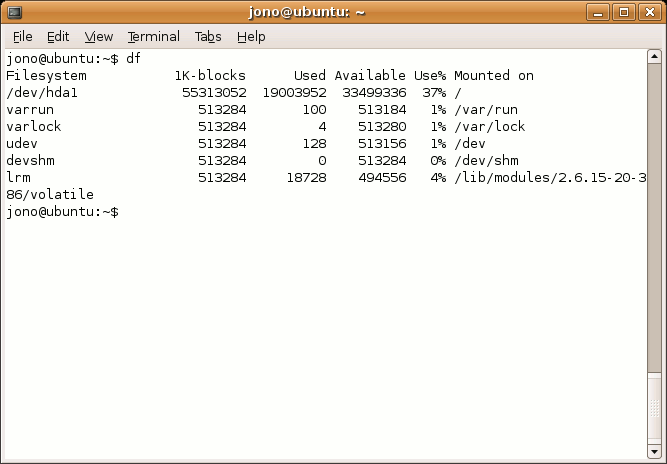 jono@ubuntu: ~
File Edit View Terminal Tabs Help
jono@ubuntu:~$ df
Filesystem           1K-blocks      Used Available Use% Mounted on
/dev/hda1             55313052  19003952  33499336  37% /
varrun                  513284       100    513184   1% /var/run
varlock                 513284         4    513280   1% /var/lock
udev                    513284       128    513156   1% /dev
devshm                  513284         0    513284   0% /dev/shm
lrm                     513284     18728    494556   4% /lib/modules/2.6.15-20-3
86/volatile
jono@ubuntu:~$